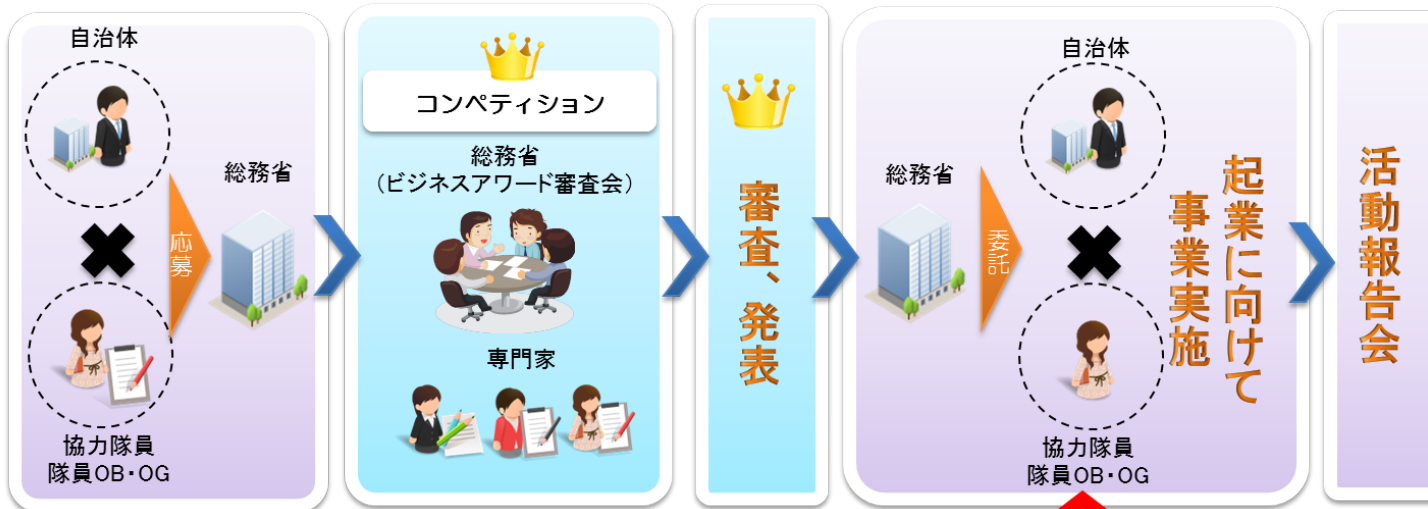 自治体
応募
総務省
協力隊員
隊員OB・OG
コンペティション
総務省
（ビジネスアワード審査会）
専門家
審査、発表
総務省
委託
自治体
協力隊員
隊員OB・OG
起業に向けて
事業実施
活動報告会